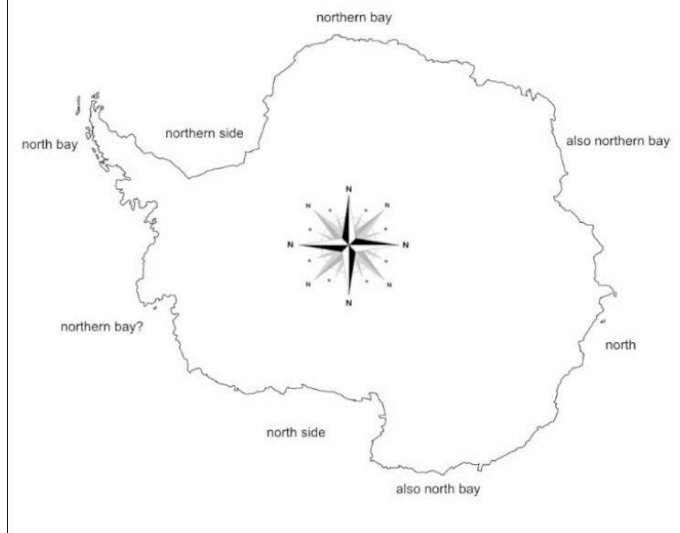 northern bay
northern side
north bay
also northern bay
N
N
N
N
N
N
N
N
northern bay?
north
north side
also north bay